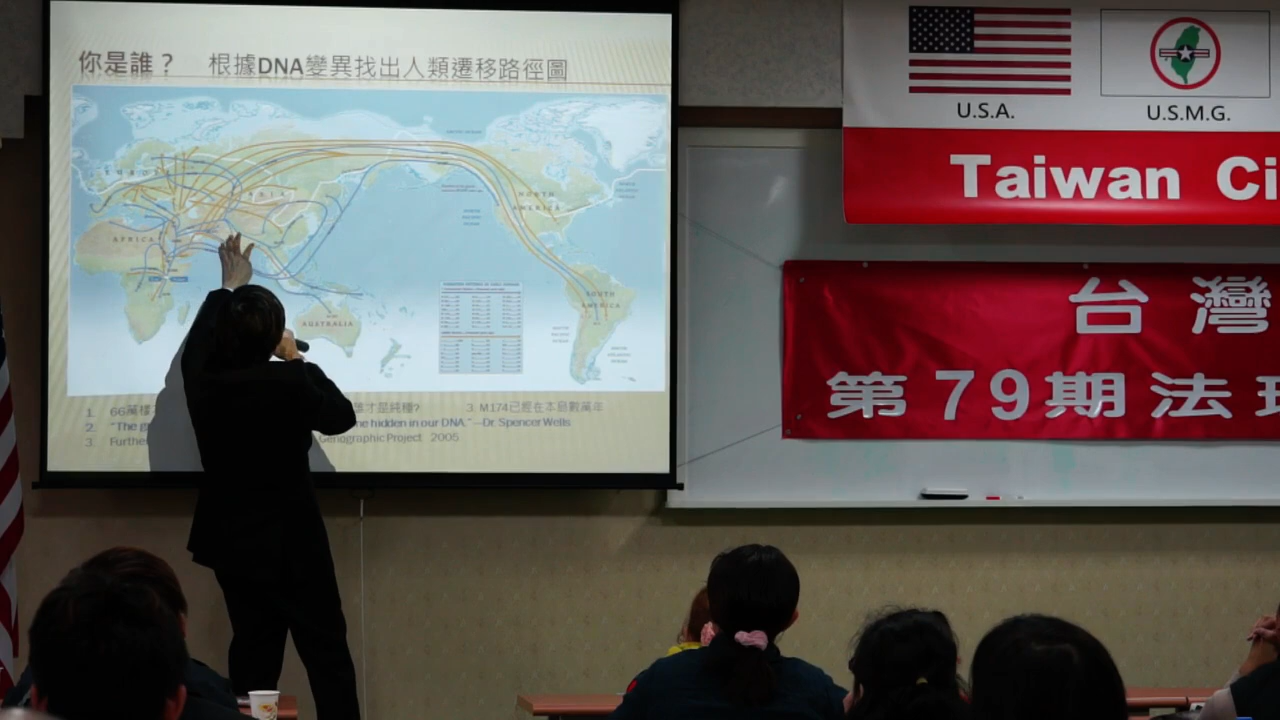 你是誰？ 根據DNA變異找出人類遷移路徑圖
EUROPE
ASIA
AFRICA
NORTH
AMERICA
SOUTH
AMERICA
AUSTRALIA
1. 66萬樣
才是純種? 3. M174已經在本島數萬年
2. "The g
me hidden in our DNA." —Dr. Spencer Wells
3. Furthe
Genographic Project 2005
U.S.A.
U.S.M.G.
Taiwan Ci
台灣
第79期法